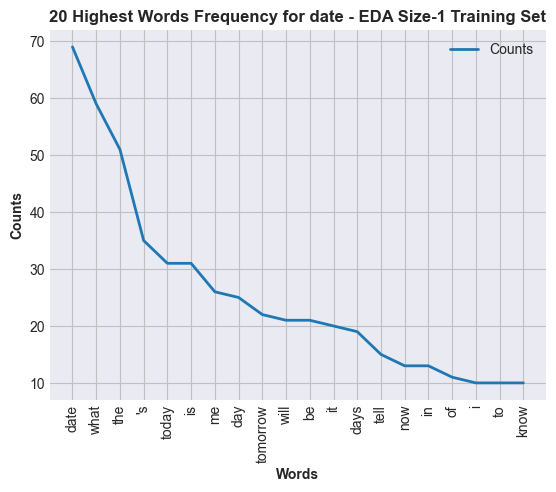 20 Highest Words Frequency for date - EDA Size-1 Training Set
Counts
70
60
50
40
30
20
10
Counts
date
what
the
's
today
is
me
day
tomorrow
will
be
it
days
tell
now
in
of
i
to
know
Words